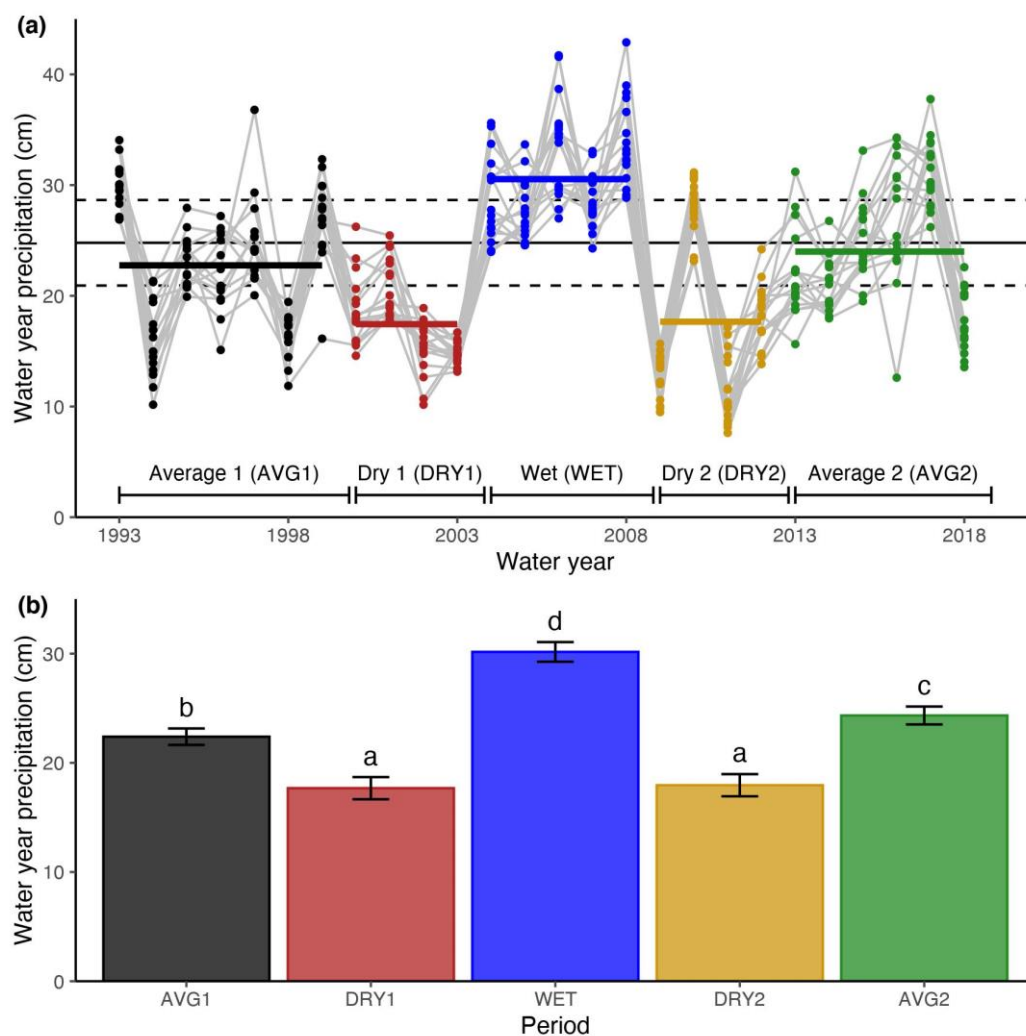 (a)
Water year precipitation (cm)
40
30
20
10
0
Average 1 (AVG1) Dry 1 (DRY1) Wet (WET) Dry 2 (DRY2) Average 2 (AVG2)
1993 1998 2003 2008 2013 2018
Water year
(b)
Water year precipitation (cm)
30
20
10
0
b a d a c
AVG1 DRY1 WET DRY2 AVG2
Period